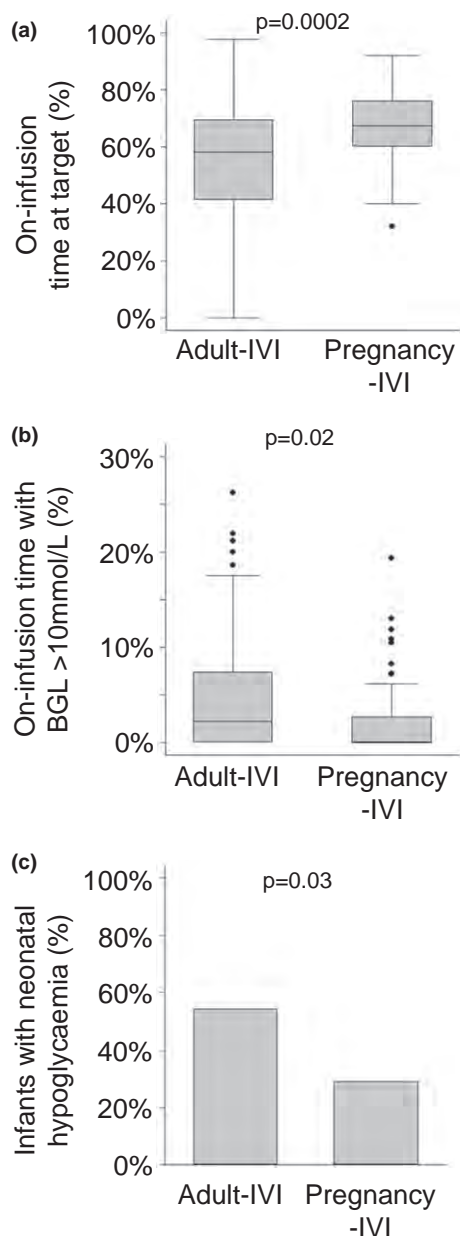 (a)
p=0.0002
On-infusion
time at target (%)
100%
80%
60%
40%
20%
0%
Adult-IVI
Pregnancy
-IVI
(b)
p=0.02
On-infusion time with
BGL >10mmol/L (%)
30%
20%
10%
0%
Adult-IVI
Pregnancy
-IVI
(c)
p=0.03
Infants with neonatal
hypoglycaemia (%)
100%
80%
60%
40%
20%
0%
Adult-IVI
Pregnancy
-IVI